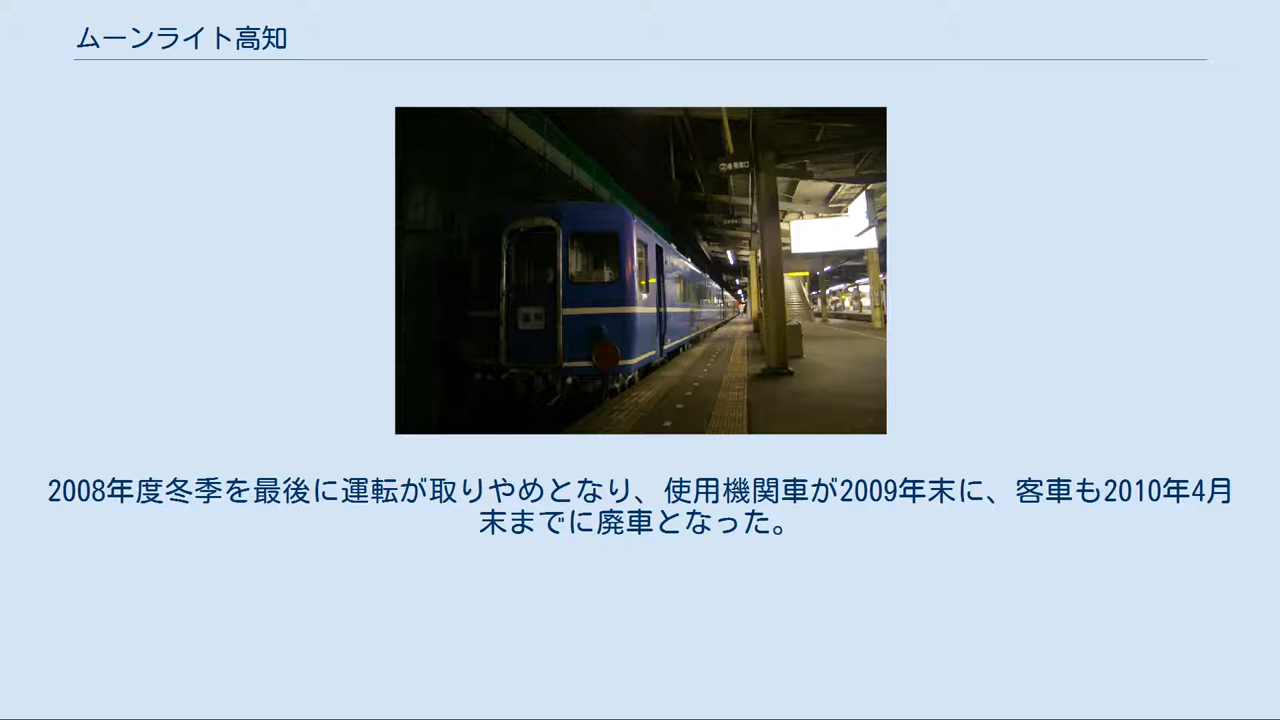 ムーンライト高知
2008年度冬季を最後に運転が取りやめとなり、使用機関車が2009年末に、客車も2010年4月
末までに廃車となった。